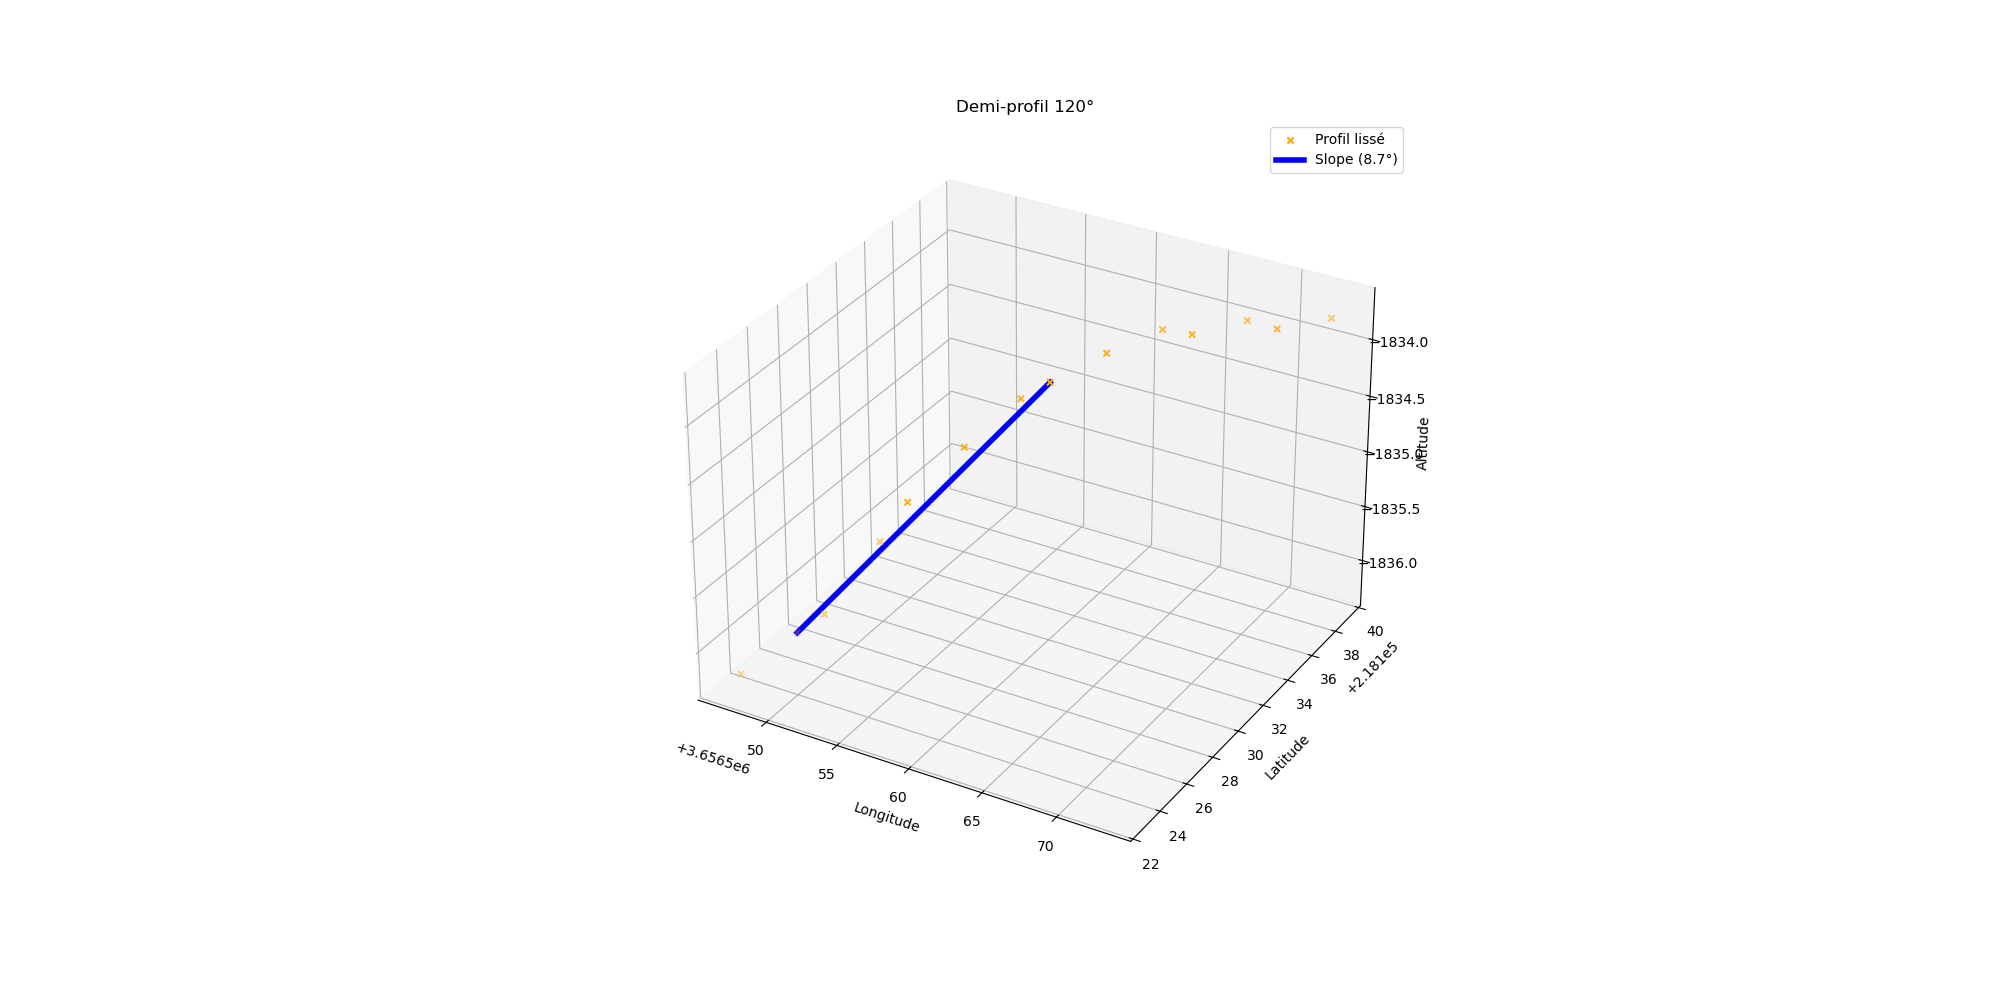 Demi-profil 120°
Profil lissé
Slope (8.7°)
−1834.0
−1834.5
−1835.0
−1835.5
−1836.0
Altitude
40
38
36
34
32
30
28
26
24
22
+2.181e5
Latitude
50
55
60
65
70
+3.6565e6
Longitude